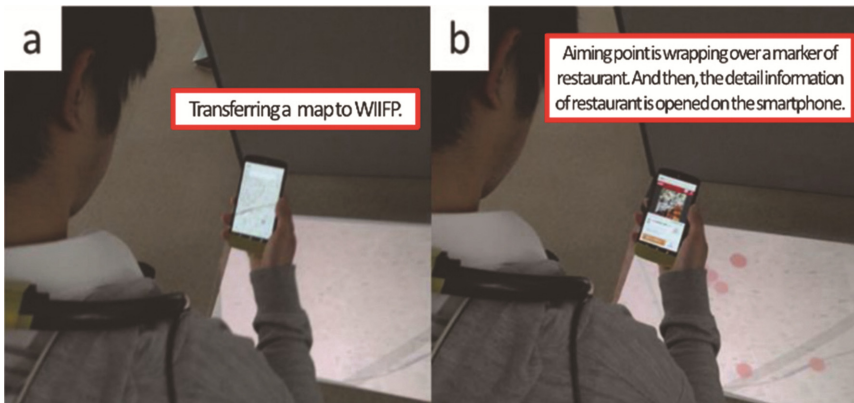 a
Transferring a map to WIIFP.
b
Aiming point is wrapping over a marker of
restaurant. And then, the detail information
of restaurant is opened on the smartphone.